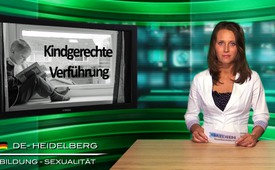 Kindgerechte
Verführung
DE- HEIDELBERG
BILDUNG - SEXUALITÄT